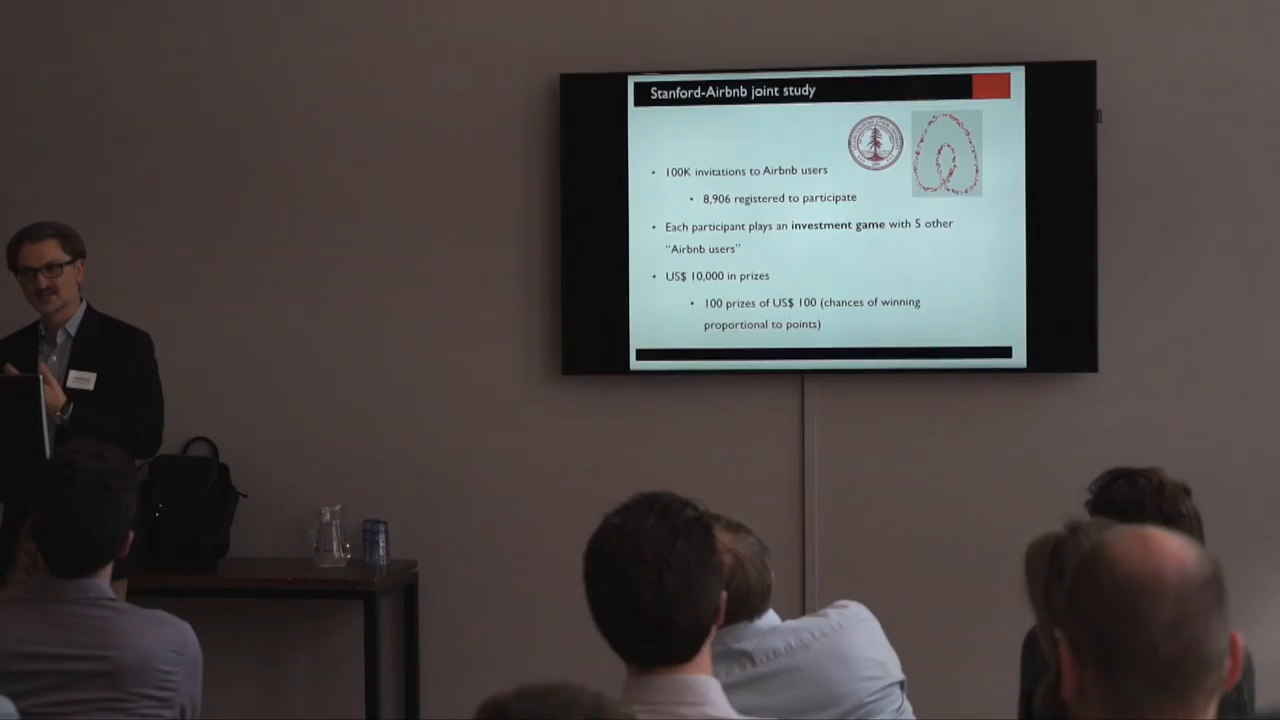 Stanford-Airbnb joint study
• 100K invitations to Airbnb users
• 8,906 registered to participate
• Each participant plays an investment game with 5 other
"Airbnb users"
• US$ 10,000 in prizes
• 100 prizes of US$ 100 (chances of winning
proportional to points)